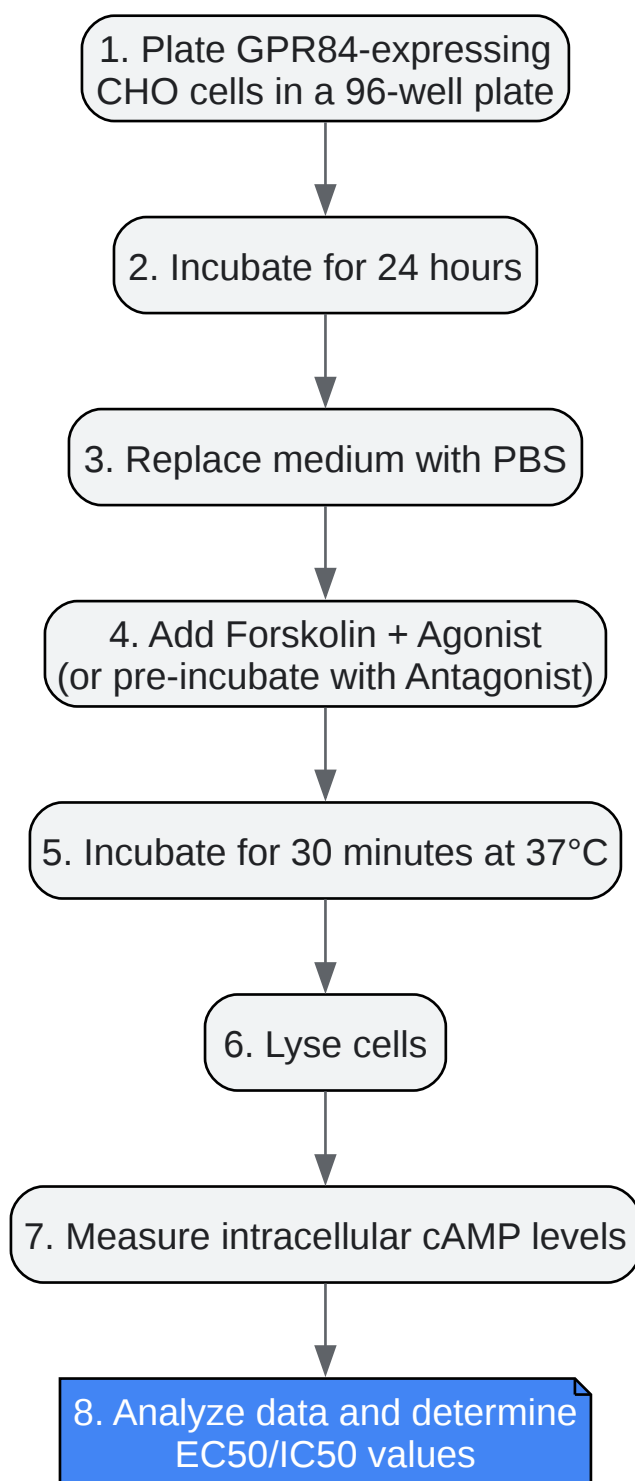 1. Plate GPR84-expressing
CHO cells in a 96-well plate
2. Incubate for 24 hours
3. Replace medium with PBS
4. Add Forskolin + Agonist
(or pre-incubate with Antagonist)
5. Incubate for 30 minutes at 37°C
6. Lyse cells
7. Measure intracellular cAMP levels
8. Analyze data and determine
EC50/IC50 values